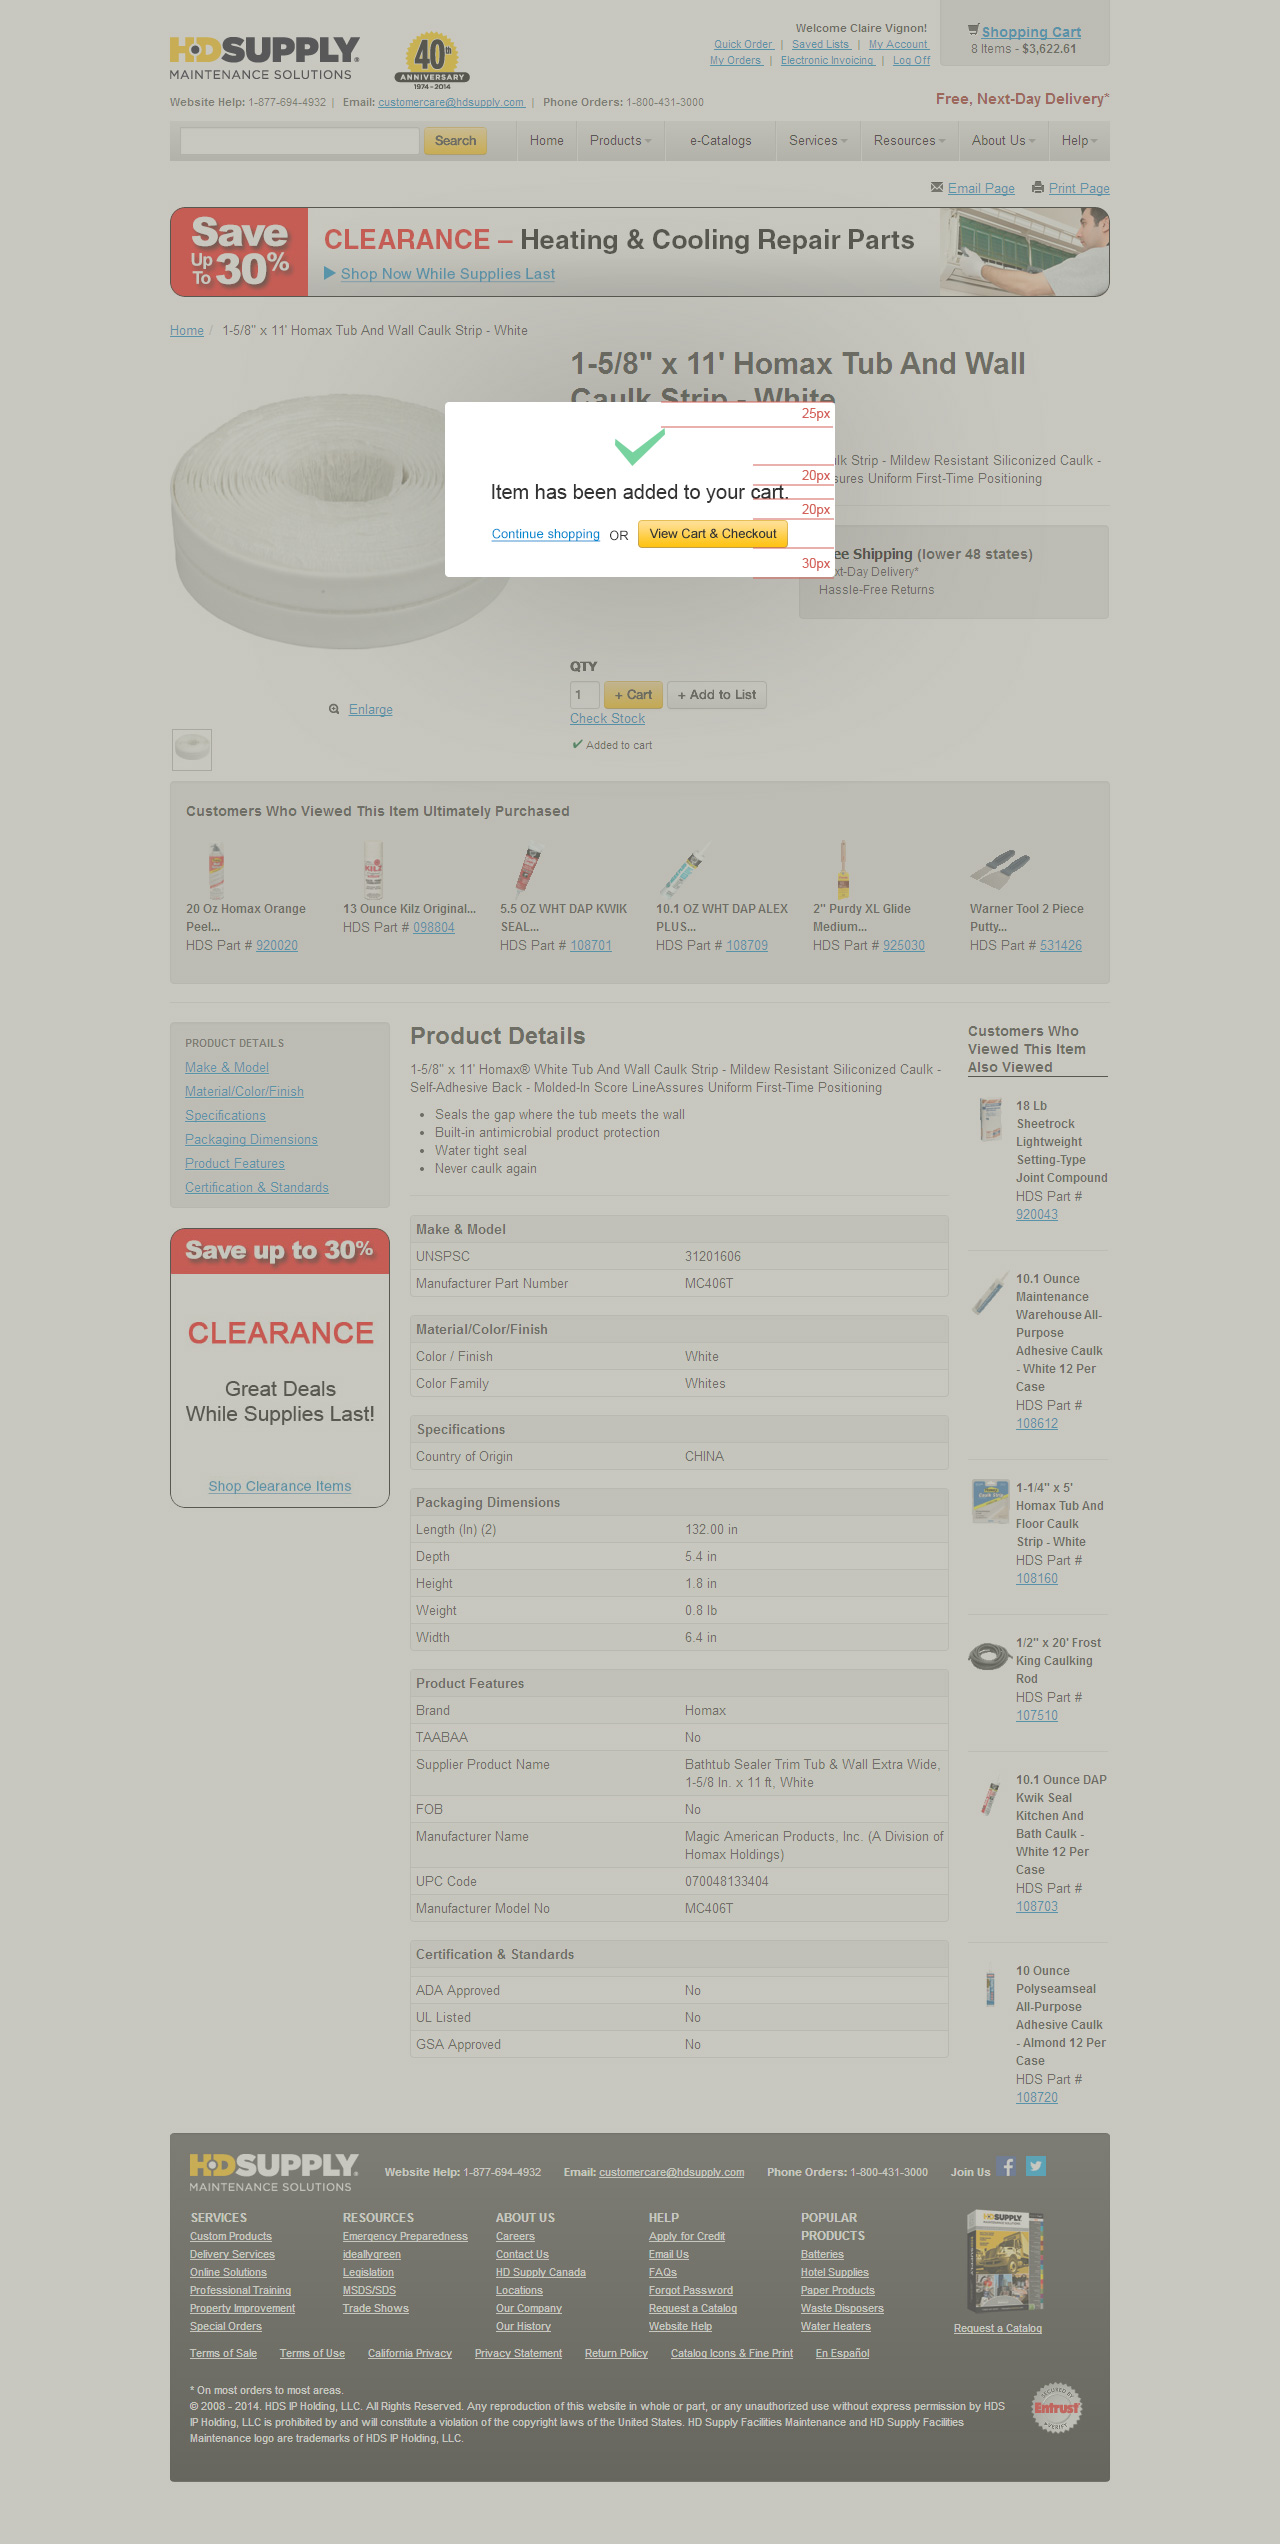 HDSUPPLY
MAINTENANCE SOLUTIONS
40th
ANNIVERSARY
1974-2014
Welcome Claire Vignon!
Quick Order | Saved Lists | My Account
My Orders | Electronic Invoicing | Log Off
Shopping Cart
8 Items - $3,622.61
Website Help: 1-877-694-4932 | Email: customercare@hdsupply.com | Phone Orders: 1-800-431-3000
Free, Next-Day Delivery*
Search
Home
Products
e-Catalogs
Services
Resources
About Us
Help
Email Page
Print Page
Save
Up To 30%
CLEARANCE – Heating & Cooling Repair Parts
Shop Now While Supplies Last
Home / 1-5/8" x 11' Homax Tub And Wall Caulk Strip - White
1-5/8" x 11' Homax Tub And Wall
Caulk Strip - White
25px
20px
Item has been added to your cart.
20px
Continue shopping OR View Cart & Checkout
30px
Strip - Mildew Resistant Siliconized Caulk -
Uniform First-Time Positioning
Shipping (lower 48 states)
Delivery*
Hassle-Free Returns
QTY
1
+ Cart
+ Add to List
Check Stock
Added to cart
Enlarge
Customers Who Viewed This Item Ultimately Purchased
20 Oz Homax Orange
Peel...
HDS Part # 920020
KILZ
13 Ounce Kilz Original...
HDS Part # 098804
5.5 OZ WHT DAP KWIK
SEAL...
HDS Part # 108701
10.1 OZ WHT DAP ALEX
PLUS...
HDS Part # 108709
2" Purdy XL Glide
Medium...
HDS Part # 925030
Warner Tool 2 Piece
Putty...
HDS Part # 531426
PRODUCT DETAILS
Make & Model
Material/Color/Finish
Specifications
Packaging Dimensions
Product Features
Certification & Standards
Save up to 30%
CLEARANCE
Great Deals
While Supplies Last!
Shop Clearance Items
Product Details
1-5/8" x 11' Homax® White Tub And Wall Caulk Strip - Mildew Resistant Siliconized Caulk -
Self-Adhesive Back - Molded-In Score LineAssures Uniform First-Time Positioning
• Seals the gap where the tub meets the wall
• Built-in antimicrobial product protection
• Water tight seal
• Never caulk again
Make & Model
UNSPSC 31201606
Manufacturer Part Number MC406T
Material/Color/Finish
Color / Finish White
Color Family Whites
Specifications
Country of Origin CHINA
Packaging Dimensions
Length (In) (2) 132.00 in
Depth 5.4 in
Height 1.8 in
Weight 0.8 lb
Width 6.4 in
Product Features
Brand Homax
TAABAA No
Supplier Product Name Bathtub Sealer Trim Tub & Wall Extra Wide,
1-5/8 In. x 11 ft, White
FOB No
Manufacturer Name Magic American Products, Inc. (A Division of
Homax Holdings)
UPC Code 070048133404
Manufacturer Model No MC406T
Certification & Standards
ADA Approved No
UL Listed No
GSA Approved No
Customers Who
Viewed This Item
Also Viewed
18 Lb
Sheetrock
Lightweight
Setting-Type
Joint Compound
HDS Part #
920043
10.1 Ounce
Maintenance
Warehouse All-
Purpose
Adhesive Caulk
- White 12 Per
Case
HDS Part #
108612
1-1/4" x 5'
Homax Tub And
Floor Caulk
Strip - White
HDS Part #
108160
1/2" x 20' Frost
King Caulking
Rod
HDS Part #
107510
10.1 Ounce DAP
Kwik Seal
Kitchen And
Bath Caulk -
White 12 Per
Case
HDS Part #
108703
10 Ounce
Polyseamseal
All-Purpose
Adhesive Caulk
- Almond 12 Per
Case
HDS Part #
108720
HDSUPPLY
MAINTENANCE SOLUTIONS
Website Help: 1-877-694-4932 Email: customercare@hdsupply.com Phone Orders: 1-800-431-3000 Join Us
SERVICES
Custom Products
Delivery Services
Online Solutions
Professional Training
Property Improvement
Special Orders
RESOURCES
Emergency Preparedness
ideallygreen
Legislation
MSDS/SDS
Trade Shows
ABOUT US
Careers
Contact Us
HD Supply Canada
Locations
Our Company
Our History
HELP
Apply for Credit
Email Us
FAQs
Forgot Password
Request a Catalog
Website Help
POPULAR
PRODUCTS
Batteries
Hotel Supplies
Paper Products
Waste Disposers
Water Heaters
HDSUPPLY
Request a Catalog
Terms of Sale Terms of Use California Privacy Privacy Statement Return Policy Catalog Icons & Fine Print En Español
* On most orders to most areas.
© 2008 - 2014. HDS IP Holding, LLC. All Rights Reserved. Any reproduction of this website in whole or part, or any unauthorized use without express permission by HDS
IP Holding, LLC is prohibited by and will constitute a violation of the copyright laws of the United States. HD Supply Facilities Maintenance and HD Supply Facilities
Maintenance logo are trademarks of HDS IP Holding, LLC.
SECURED BY
Entrust
VERIFY